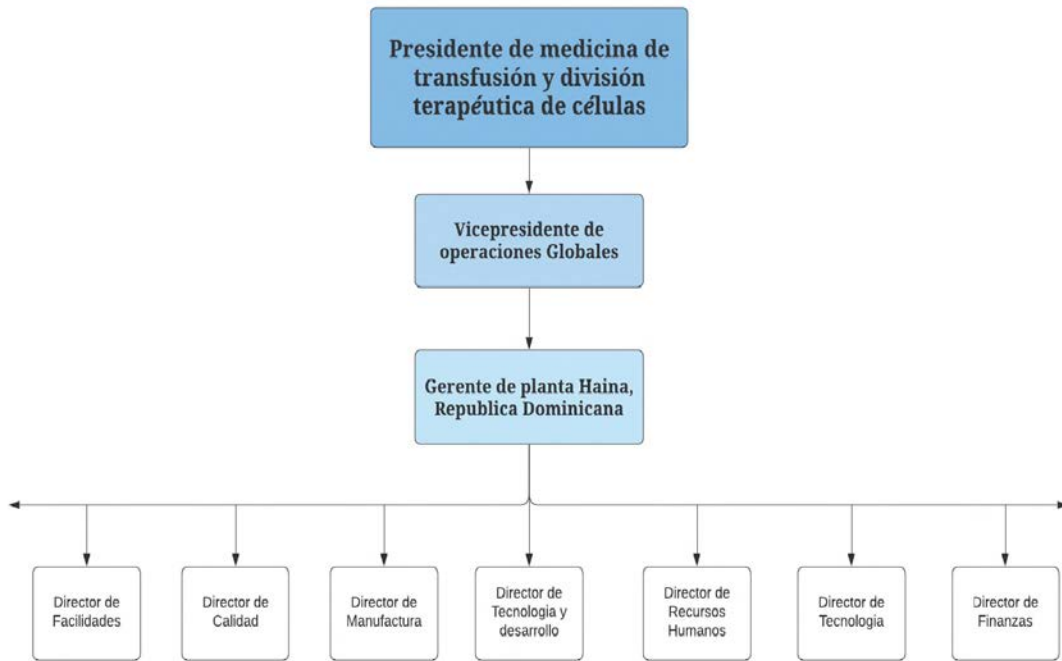 Presidente de medicina de
transfusión y división
terapéutica de células
Vicepresidente de
operaciones Globales
Gerente de planta Haina,
Republica Dominicana
Director de
Facilidades
Director de
Calidad
Director de
Manufactura
Director de
Tecnologia y
desarrollo
Director de
Recursos
Humanos
Director de
Tecnologia
Director de
Finanzas